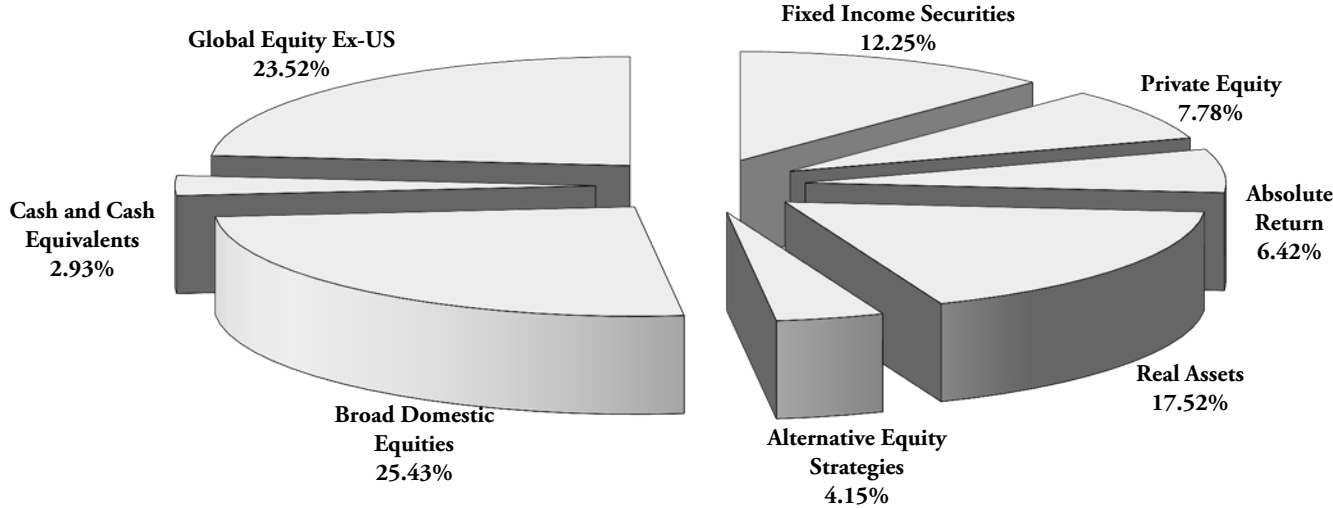 Fixed Income Securities
12.25%
Global Equity Ex-US
23.52%
Private Equity
7.78%
Absolute
Return
6.42%
Cash and Cash
Equivalents
2.93%
Real Assets
17.52%
Broad Domestic
Equities
25.43%
Alternative Equity
Strategies
4.15%